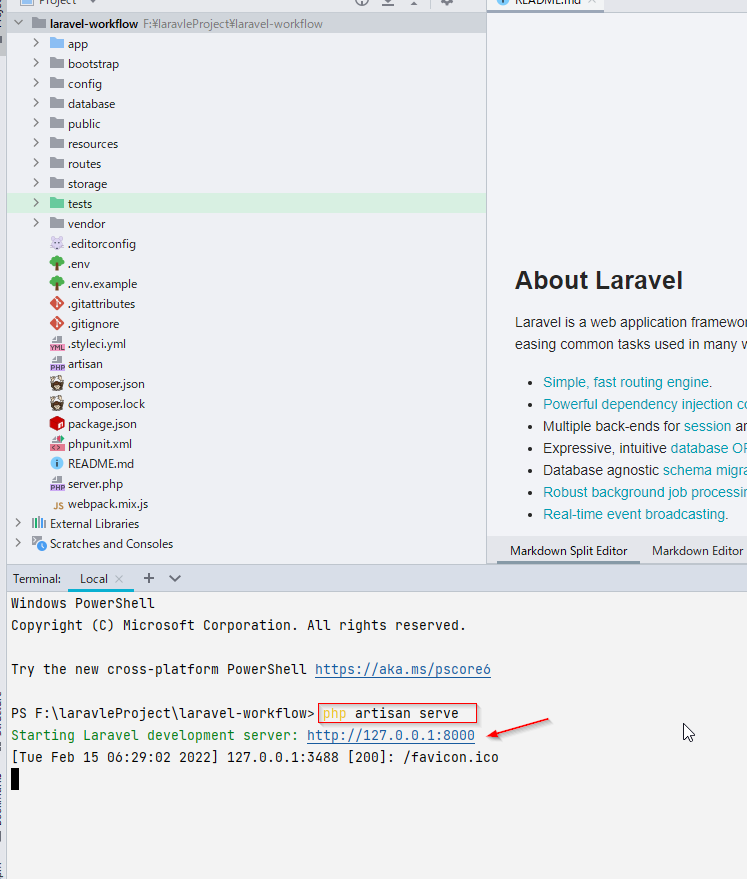 Project
laravel-workflow F:¥laravleProject¥laravel-workflow
app
bootstrap
config
database
public
resources
routes
storage
tests
vendor
.editorconfig
.env
.env.example
.gitattributes
.gitignore
.styleci.yml
artisan
composer.json
composer.lock
package.json
phpunit.xml
README.md
server.php
webpack.mix.js
External Libraries
Scratches and Consoles
README.md
About Laravel
Laravel is a web application
easing common tasks used in many
Simple, fast routing engine.
Powerful dependency injection
Multiple back-ends for session
Expressive, intuitive database
Database agnostic schema
Robust background job
Real-time event broadcasting.
Markdown Split Editor Markdown Editor
Terminal: Local
Windows PowerShell
Copyright (C) Microsoft Corporation. All rights reserved.
Try the new cross-platform PowerShell https://aka.ms/pscore6
PS F:\laravleProject\laravel-workflow> php artisan serve
Starting Laravel development server: http://127.0.0.1:8000
[Tue Feb 15 06:29:02 2022] 127.0.0.1:3488 [200]: /favicon.ico